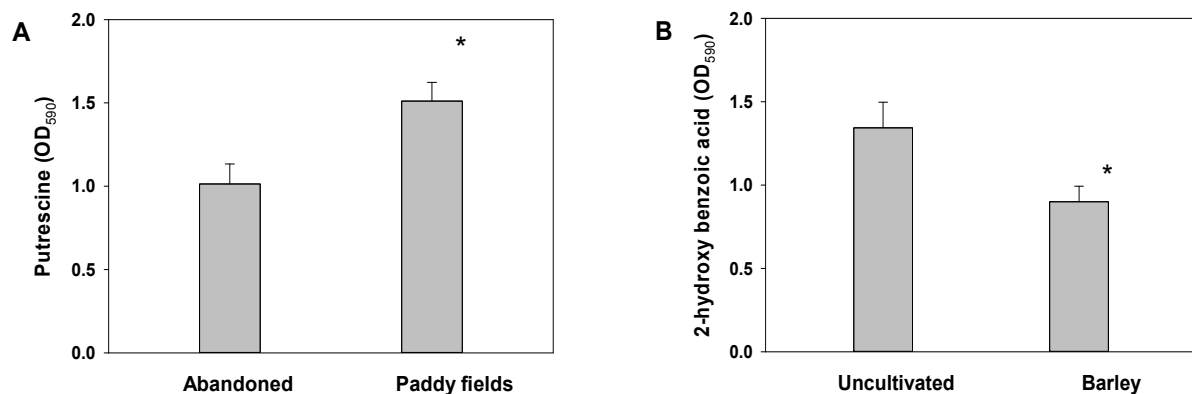 A
Putrescine (OD590)
2.0
1.5
1.0
0.5
0.0
*
Abandoned
Paddy fields
B
2-hydroxy benzoic acid (OD590)
2.0
1.5
1.0
0.5
0.0
*
Uncultivated
Barley